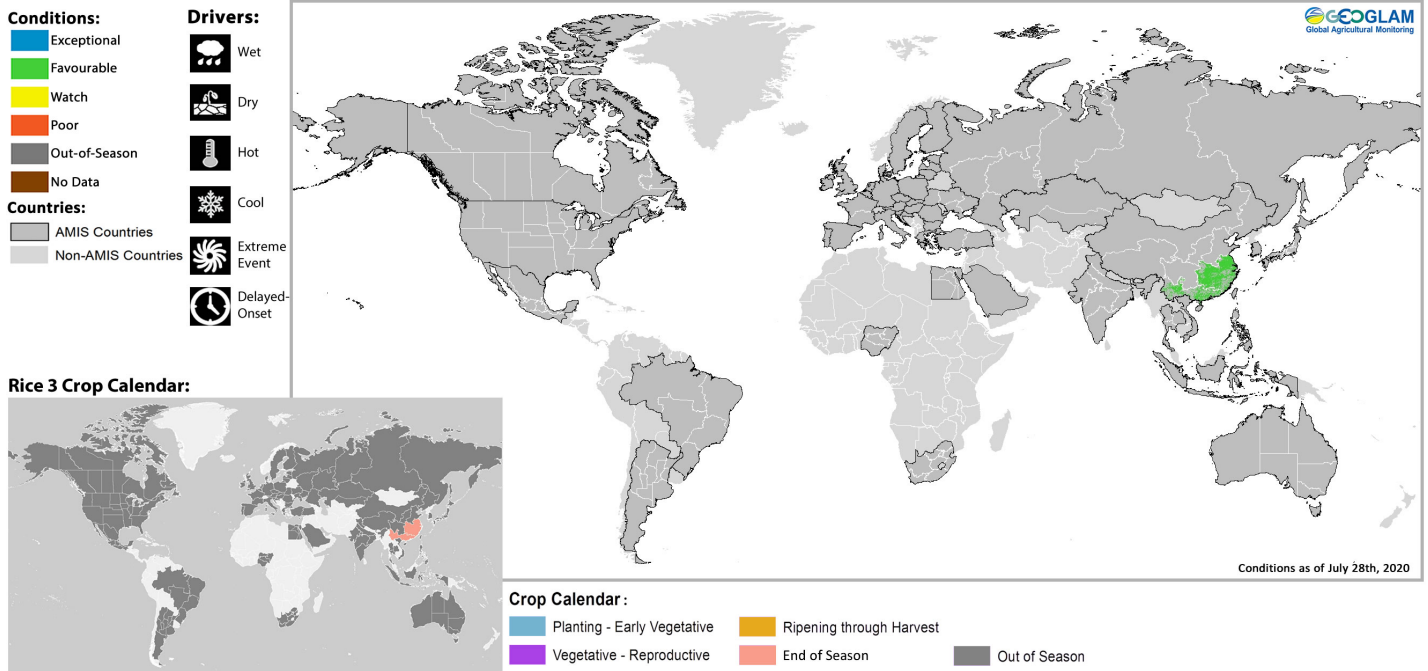 Conditions:
Exceptional
Favourable
Watch
Poor
Out-of-Season
No Data
Countries:
AMIS Countries
Non-AMIS Countries
Drivers:
Wet
Dry
Hot
Cool
Extreme
Event
Delayed-
Onset
GEOGLAM
Global Agricultural Monitoring
Conditions as of July 28th, 2020
Rice 3 Crop Calendar:
Crop Calendar :
Planting - Early Vegetative
Vegetative - Reproductive
Ripening through Harvest
End of Season
Out of Season